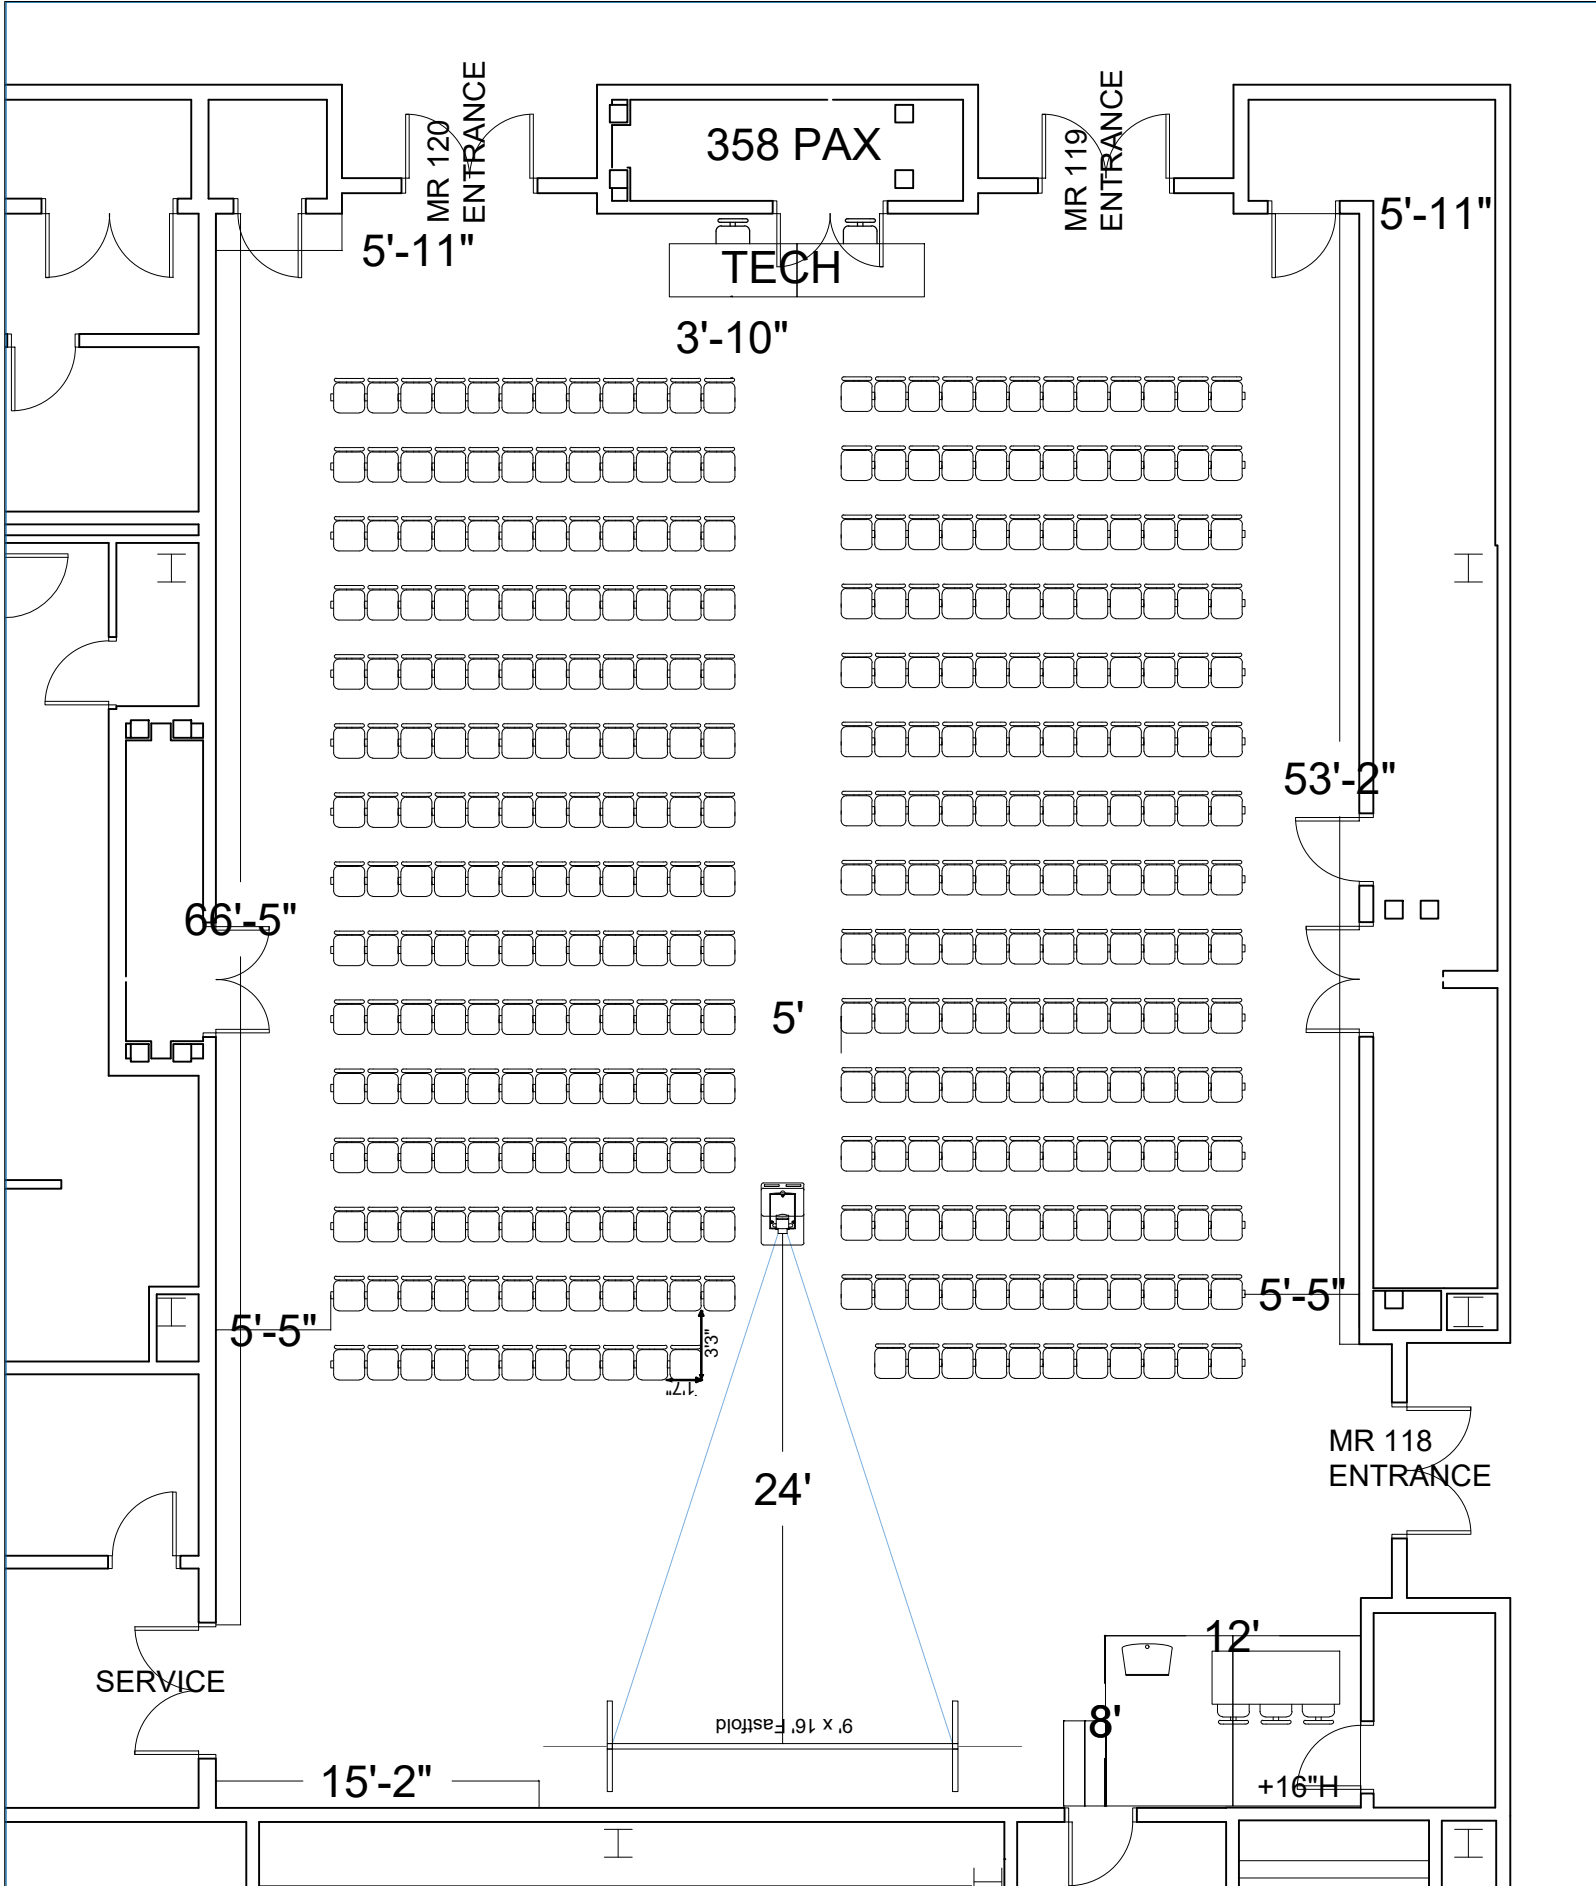 MR 120
ENTRANCE
358 PAX
MR 119
ENTRANCE
5'-11"
5'-11"
TECH
3'-10"
53'-2"
66'-5"
5'
5'-5"
5'-5"
3'3"
1'7"
MR 118
ENTRANCE
24'
12'
SERVICE
9' x 16' Fastfold
8'
15'-2"
+16"H